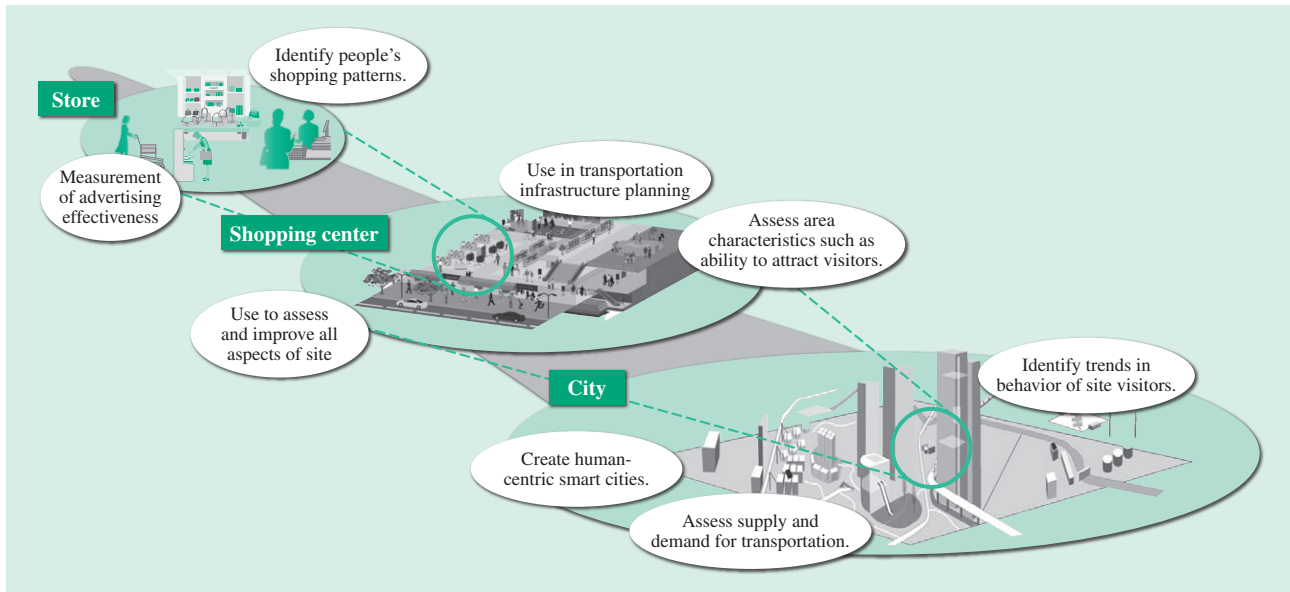 Identify people’s
shopping patterns.
Store
Measurement
of advertising
effectiveness
Use in transportation
infrastructure planning
Shopping center
Assess area
characteristics such as
ability to attract visitors.
Use to assess
and improve all
aspects of site
Identify trends in
behavior of site visitors.
City
Create human-
centric smart cities.
Assess supply and
demand for transportation.